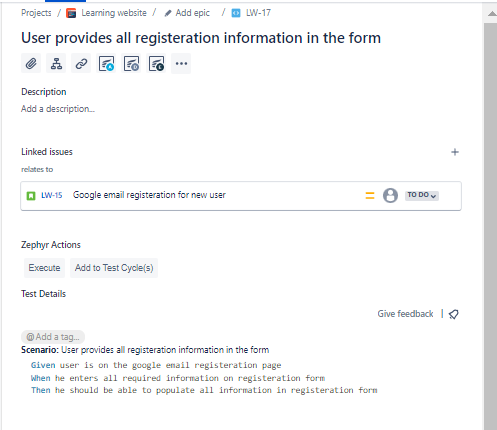 Projects / Learning website / Add epic / LW-17
User provides all registeration information in the form
Description
Add a description...
Linked issues
relates to
LW-15 Google email registeration for new user TO DO
Zephyr Actions
Execute Add to Test Cycle(s)
Test Details
Give feedback
@Add a tag...
Scenario: User provides all registration information in the form
Given user is on the google email registeration page
When he enters all required information on registeration form
Then he should be able to populate all information in registeration form